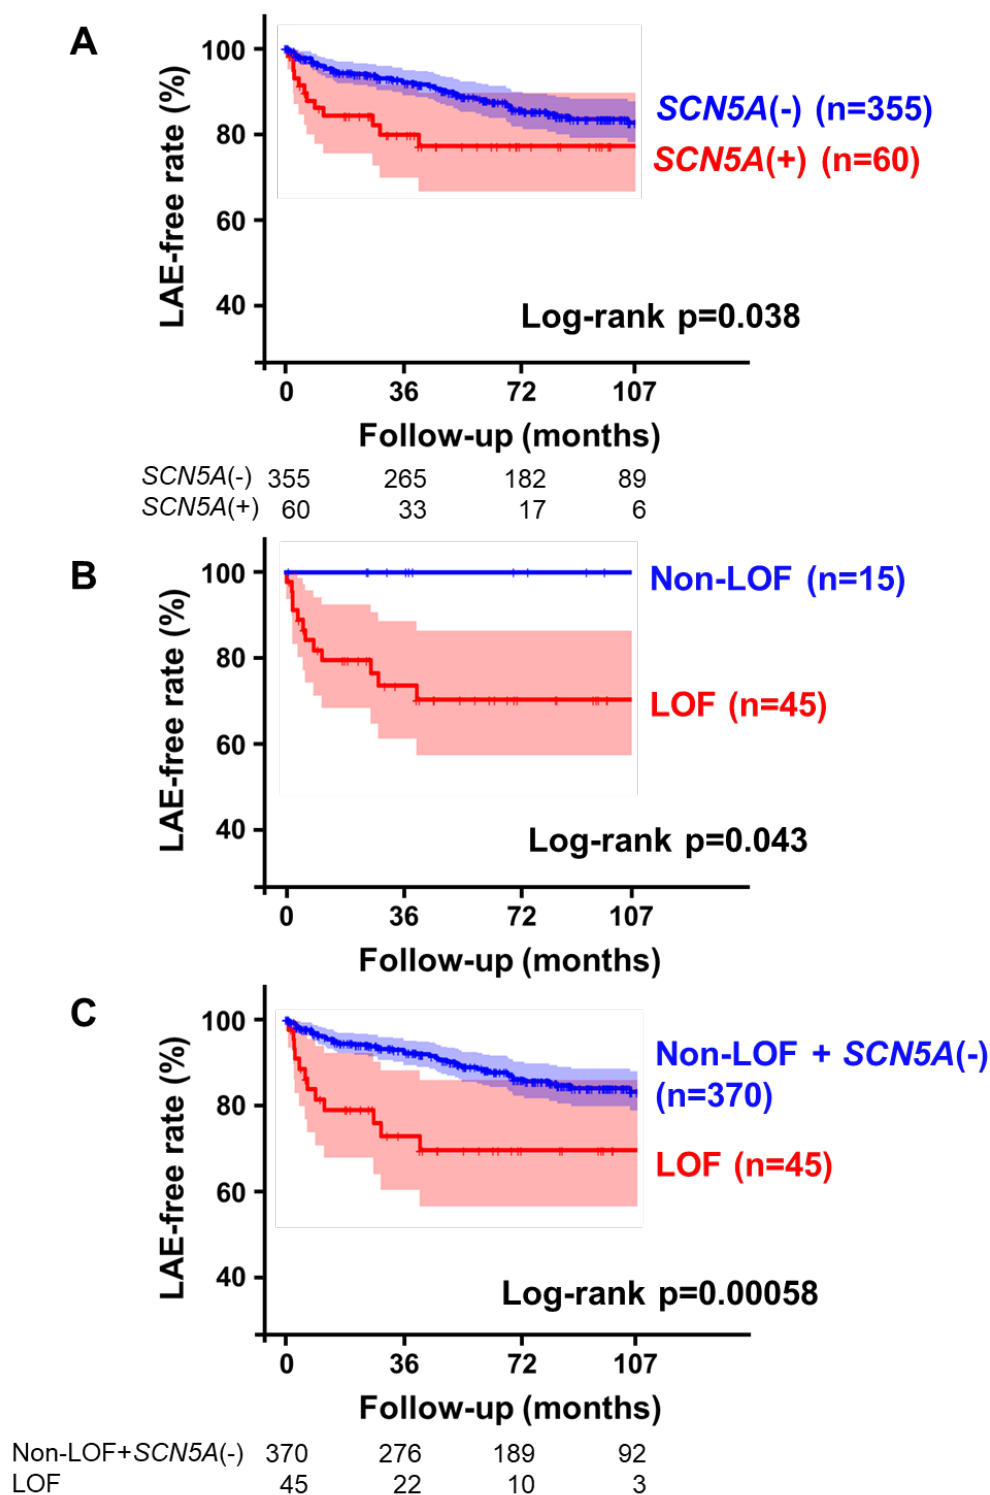 A
LAE-free rate (%)
100
80
60
40
SCN5A(-) (n=355)
SCN5A(+) (n=60)
Log-rank p=0.038
0 36 72 107
Follow-up (months)
SCN5A(-) 355 265 182 89
SCN5A(+) 60 33 17 6
B
LAE-free rate (%)
100
80
60
40
Non-LOF (n=15)
LOF (n=45)
Log-rank p=0.043
0 36 72 107
Follow-up (months)
C
LAE-free rate (%)
100
80
60
40
Non-LOF + SCN5A(-)
(n=370)
LOF (n=45)
Log-rank p=0.00058
0 36 72 107
Follow-up (months)
Non-LOF+SCN5A(-) 370 276 189 92
LOF 45 22 10 3